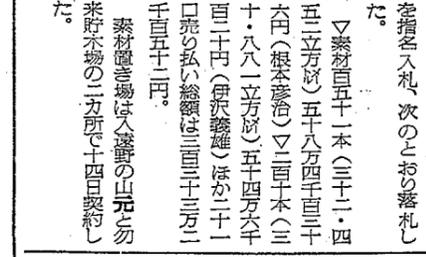 を指名入札、次のとおり落札し
た。
▽素材百五十一本(三十二・四
五二立方㍍)五十八万四千百三十
六円(根本彦治)▽二百十本(三
十・八八一立方㍍)五十四万六千
百二十円(伊沢義雄)ほか二十一
口売り払い総額は三百三十三万二
千百五十二円。
素材置き場は入遠野の山元と勿
来貯木場の二カ所で十四日契約し
た。